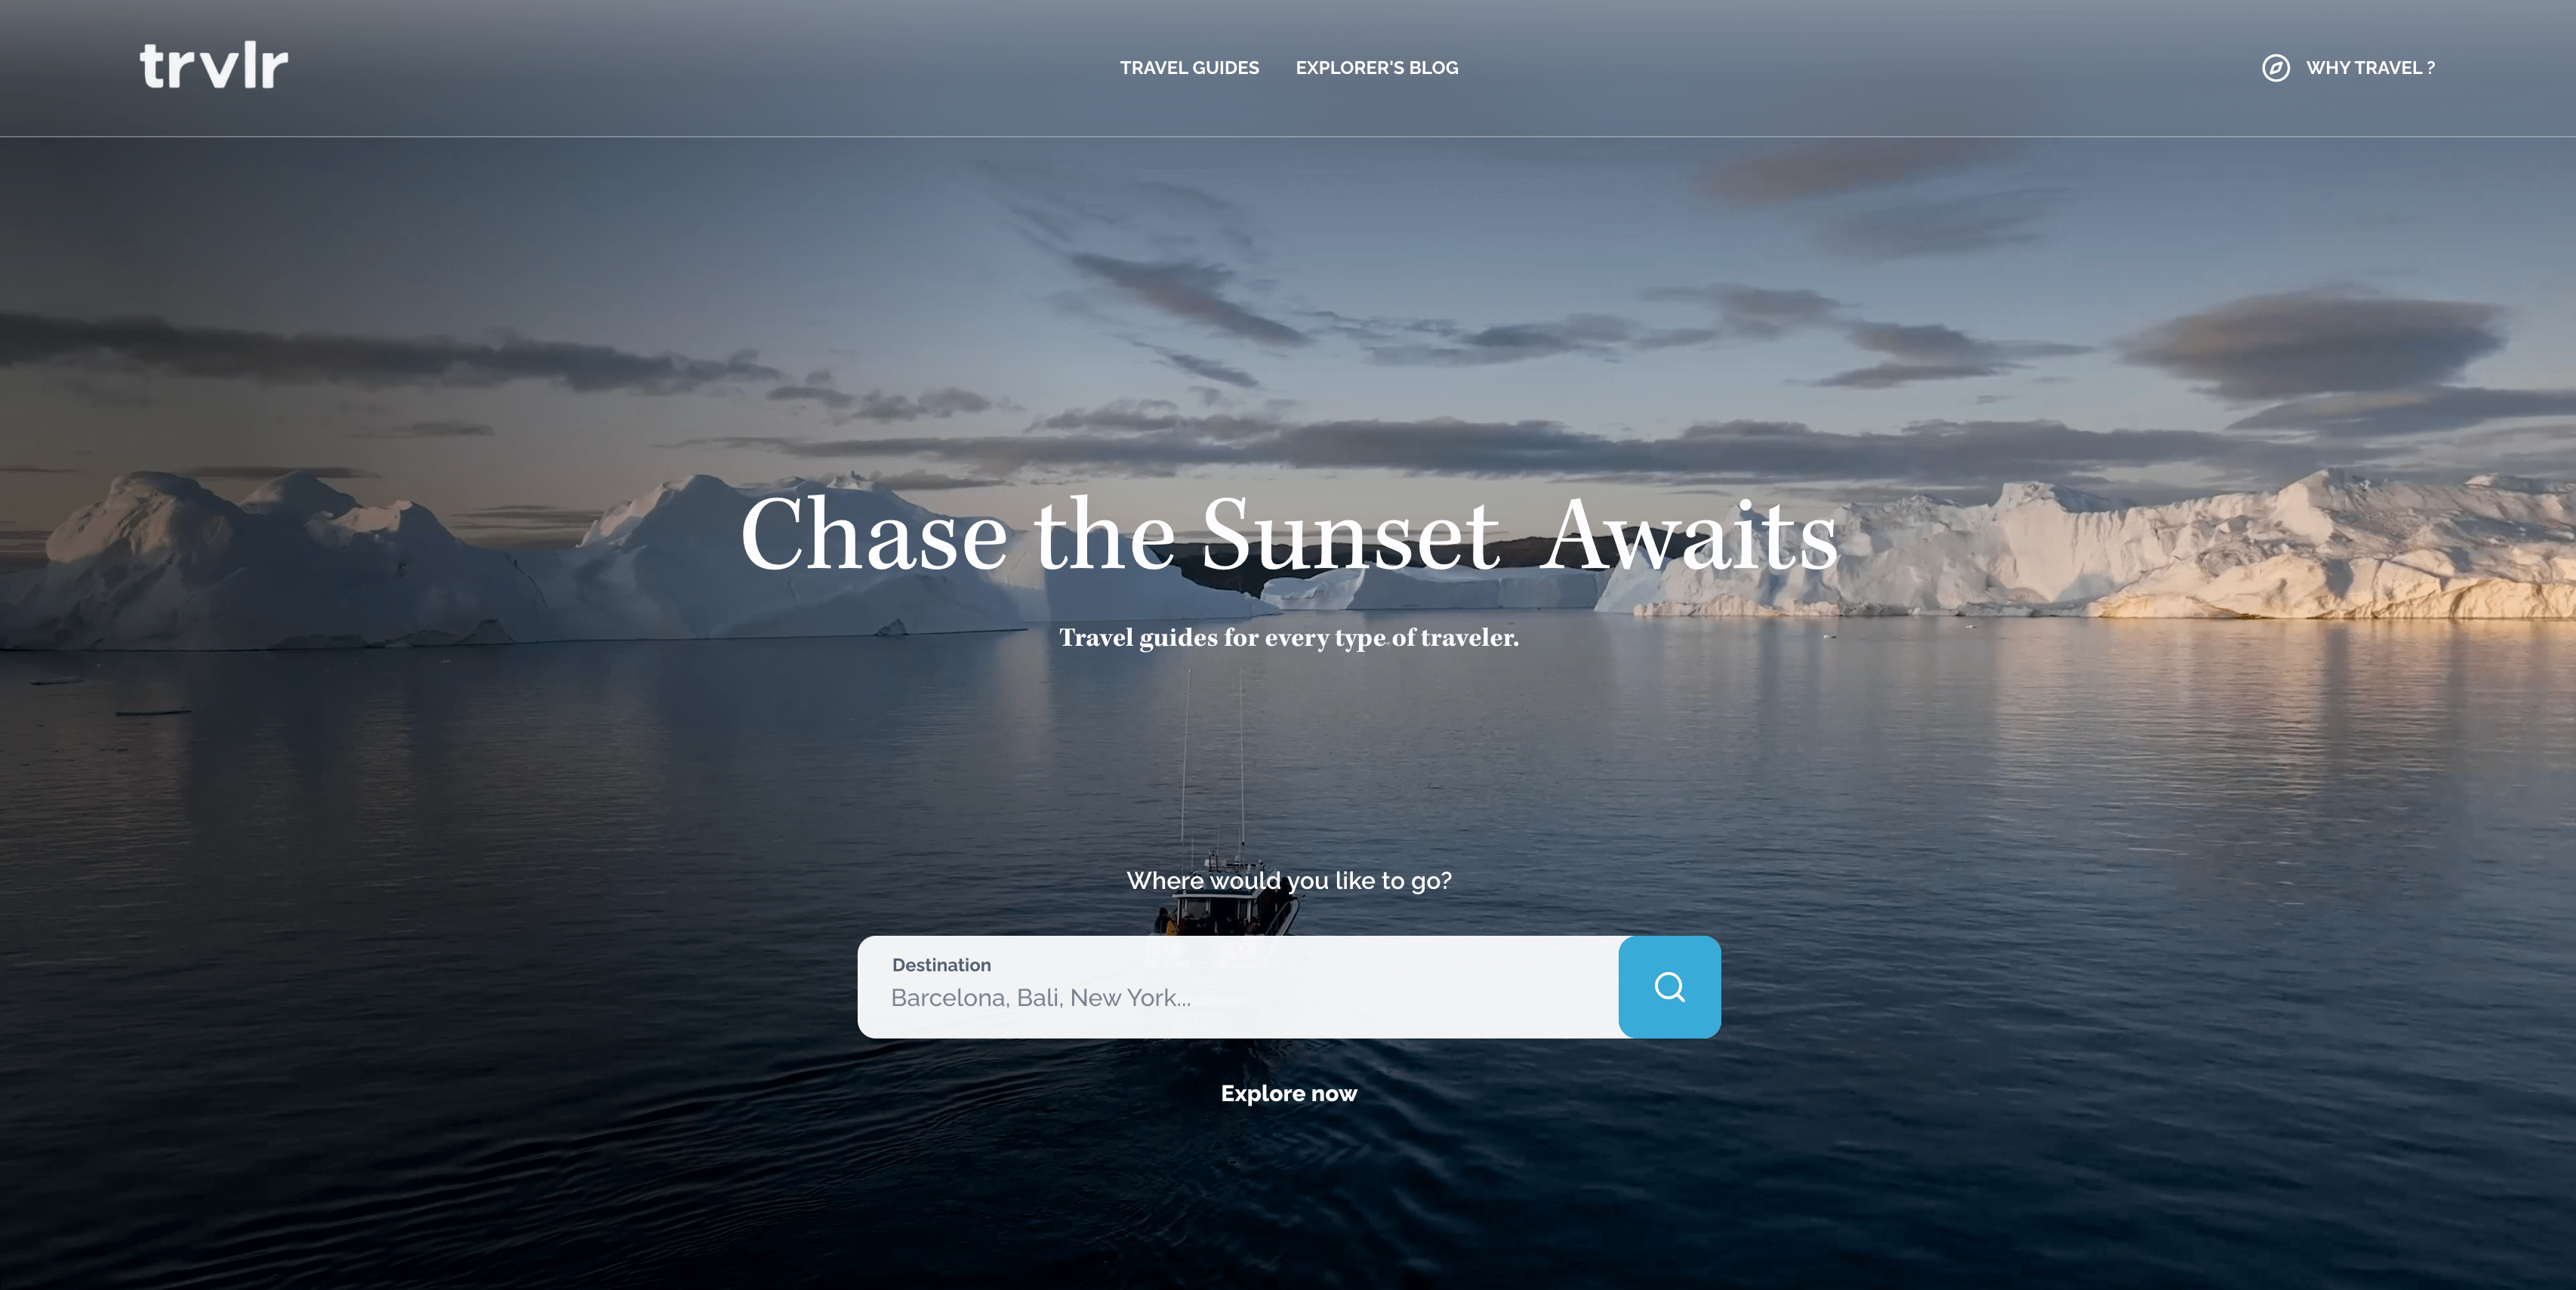 trvlr
TRAVEL GUIDES
EXPLORER'S BLOG
WHY TRAVEL ?
Chase the Sunset  Awaits
Travel guides for every type of traveler.
Where would you like to go?
Destination
Barcelona, Bali, New York...
Explore now